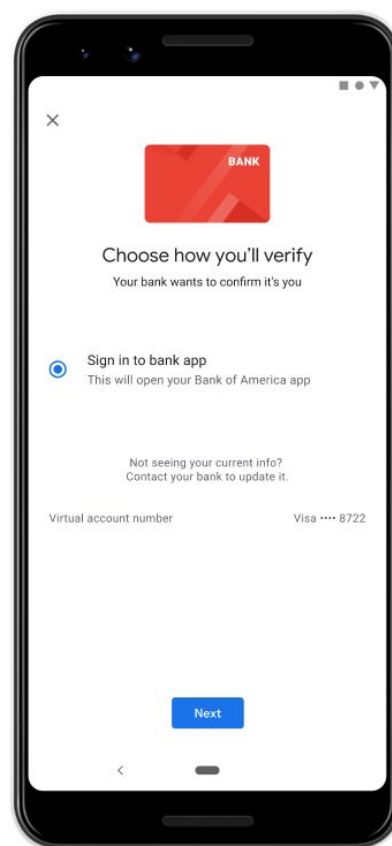 BANK
Choose how you'll verify
Your bank wants to confirm it's you
Sign in to bank app
This will open your Bank of America app
Not seeing your current info?
Contact your bank to update it.
Virtual account number Visa •••• 8722
Next